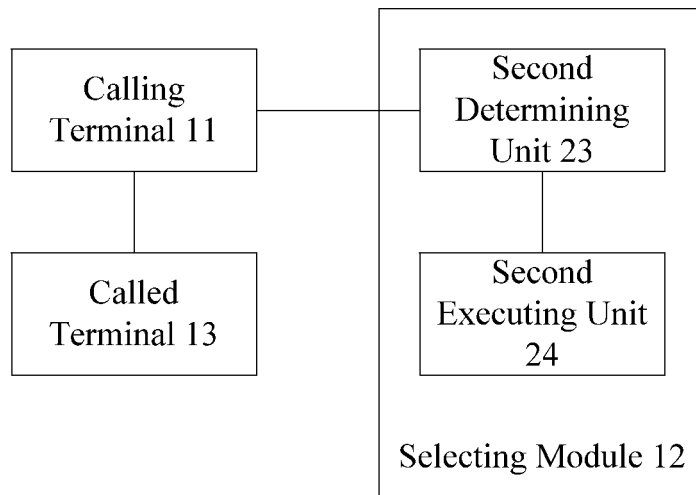 Calling
Terminal 11
Second
Determining
Unit 23
Called
Terminal 13
Second
Executing Unit
24
Selecting Module 12